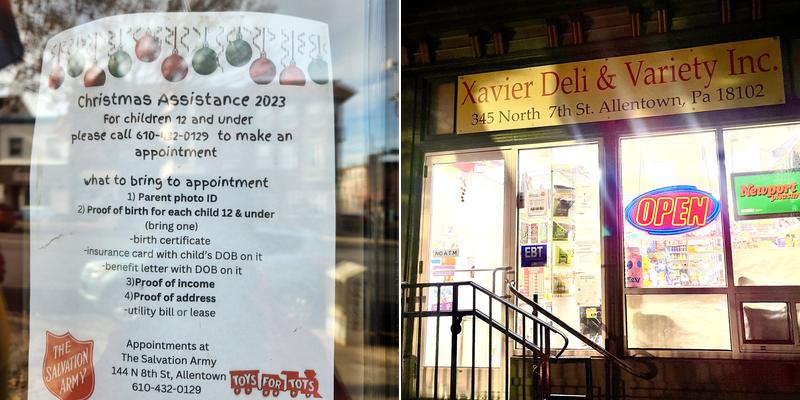 Christmas Assistance 2023
For children 12 and under
please call 610-432-0129 to make an
appointment
what to bring to appointment
1) Parent photo ID
2) Proof of birth for each child 12 & under
(bring one)
-birth certificate
-insurance card with child's DOB on it
-benefit letter with DOB on it
3)Proof of income
4)Proof of address
-utility bill or lease
Appointments at
The Salvation Army
144 N 8th St, Allentown
610-432-0129
THE
SALVATION
ARMY
TOYS FOR TOTS
Xavier Deli & Variety Inc.
345 North 7th St. Allentown, Pa 18102
OPEN
Newport
pleasure
NO ATM
EBT